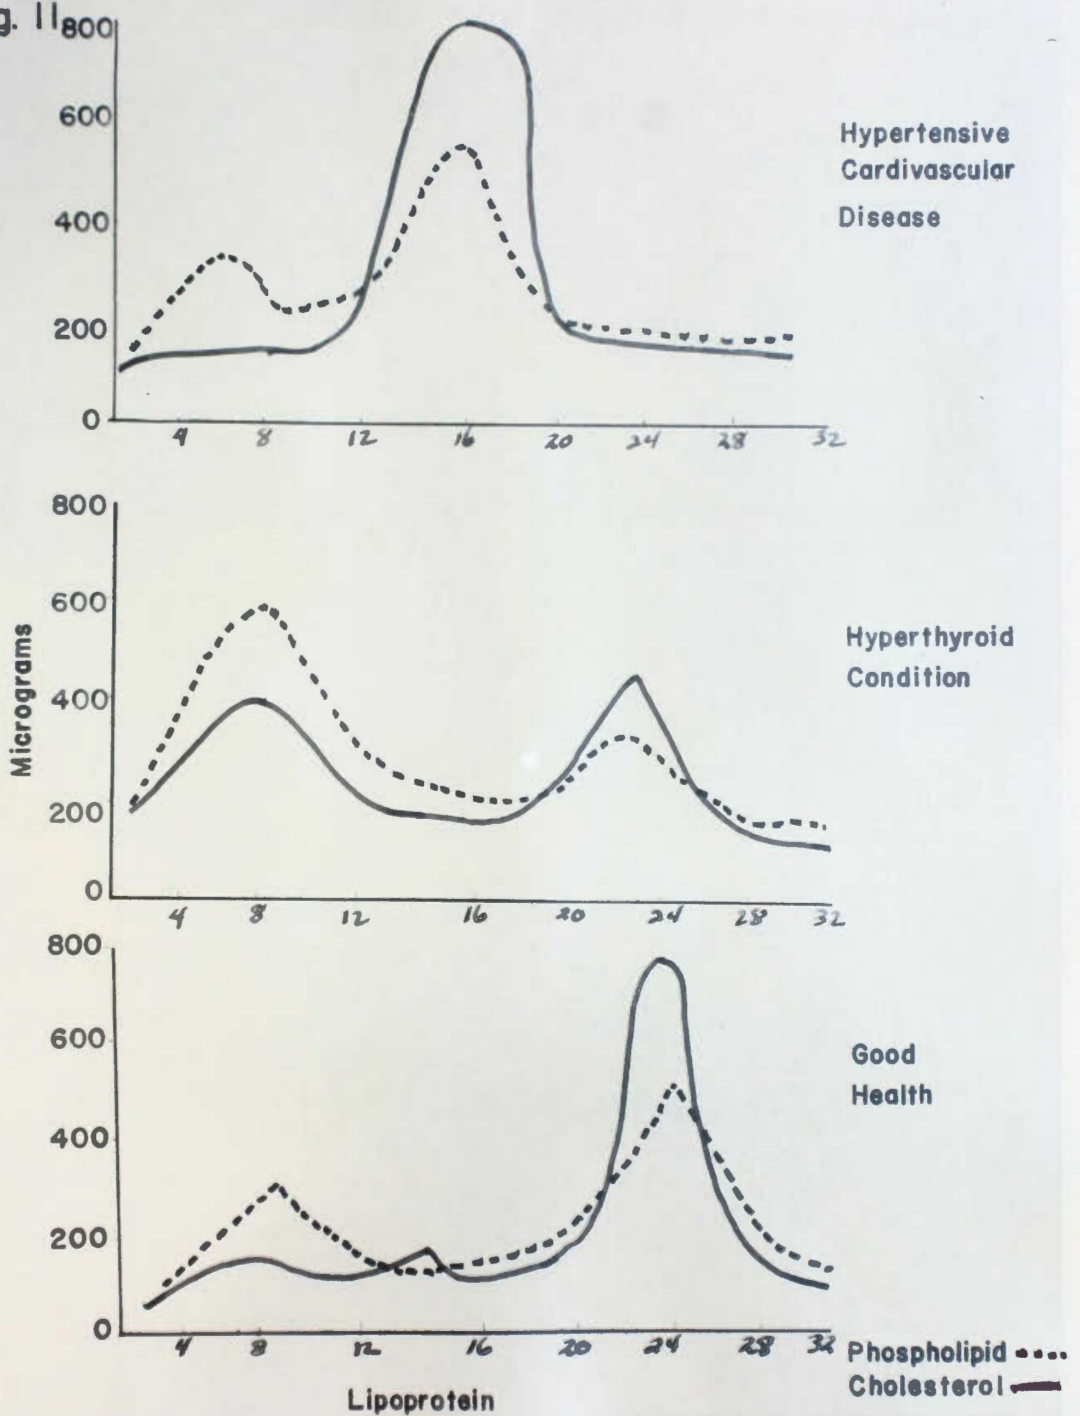 g. 11
800
600
400
200
0
4 8 12 16 20 24 28 32
Hypertensive
Cardivascular
Disease
800
600
400
200
0
4 8 12 16 20 24 28 32
Hyperthyroid
Condition
Micrograms
800
600
400
200
0
4 8 12 16 20 24 28 32
Good
Health
Phospholipid
Cholesterol
Lipoprotein